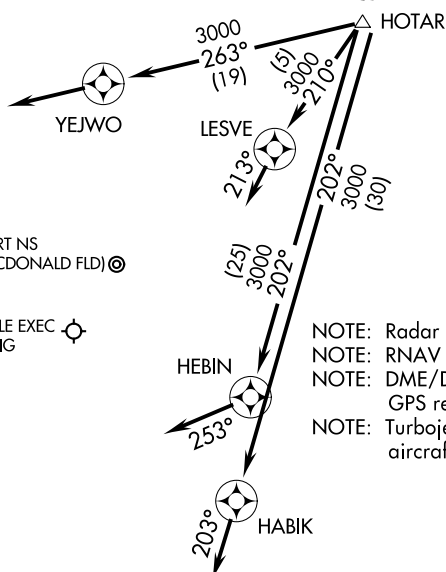 HOTAR
3000
263°
(19)
YEJWO
(5)
3000
210°
LESVE
213°
202°
3000
(30)
RT NS
CDONALD FLD)
(25)
3000
202°
LE EXEC
G
HEBIN
253°
HABIK
203°
NOTE: Radar
NOTE: RNAV
NOTE: DME/D
GPS re
NOTE: Turboje
aircraf